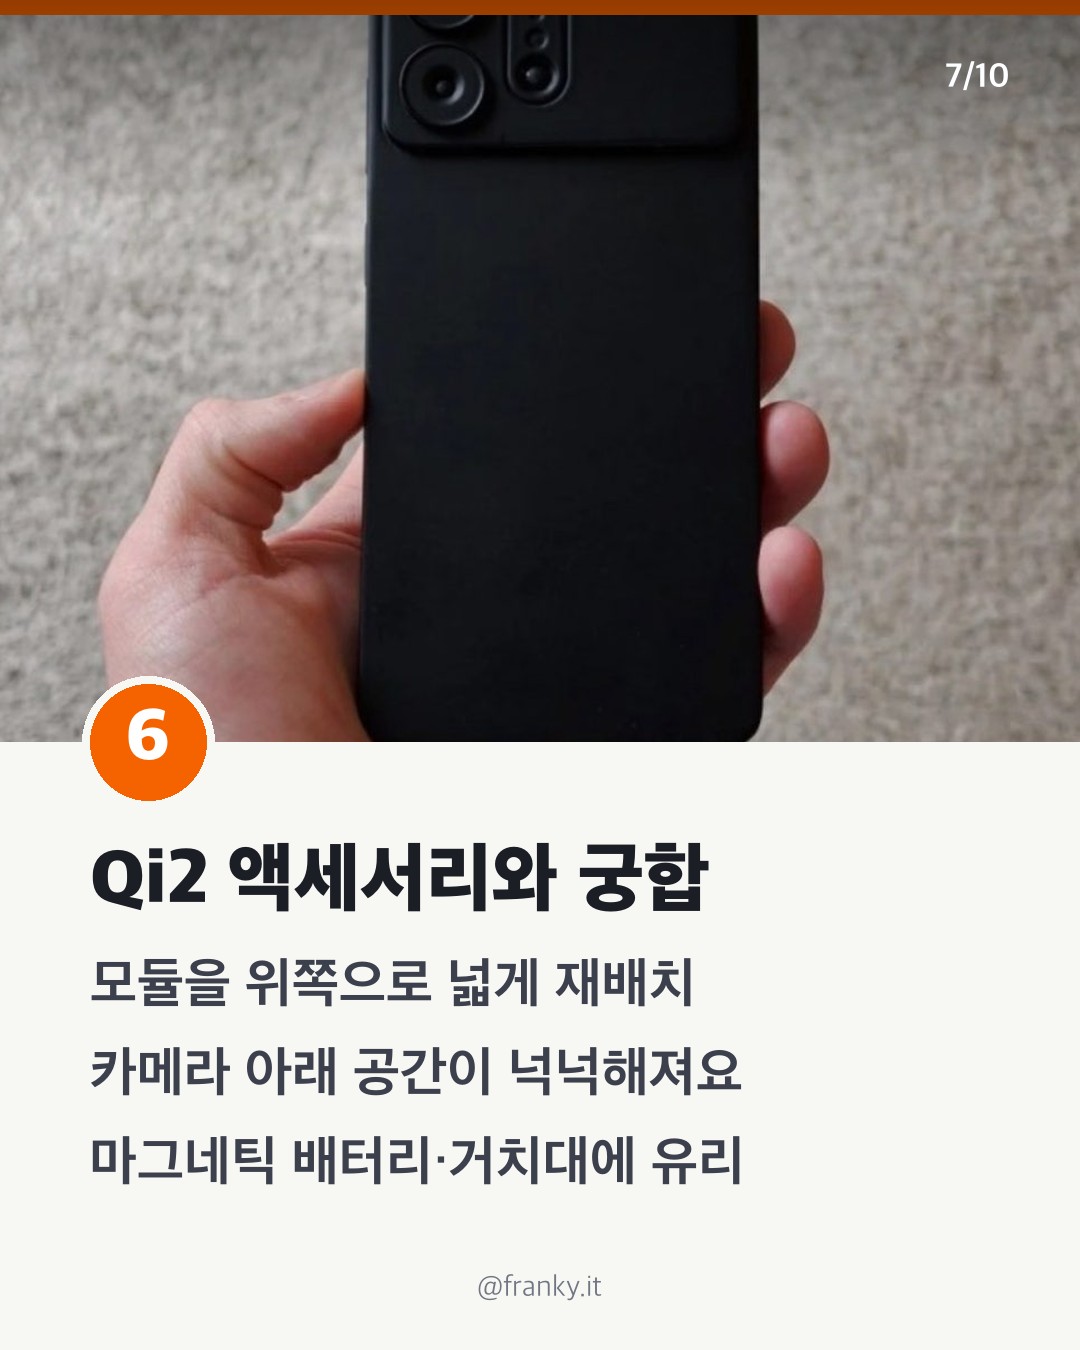 7/10
6
Qi2 액세서리와 궁합
모듈을 위쪽으로 넓게 재배치
카메라 아래 공간이 넉넉해져요
마그네틱 배터리·거치대에 유리
@franky.it